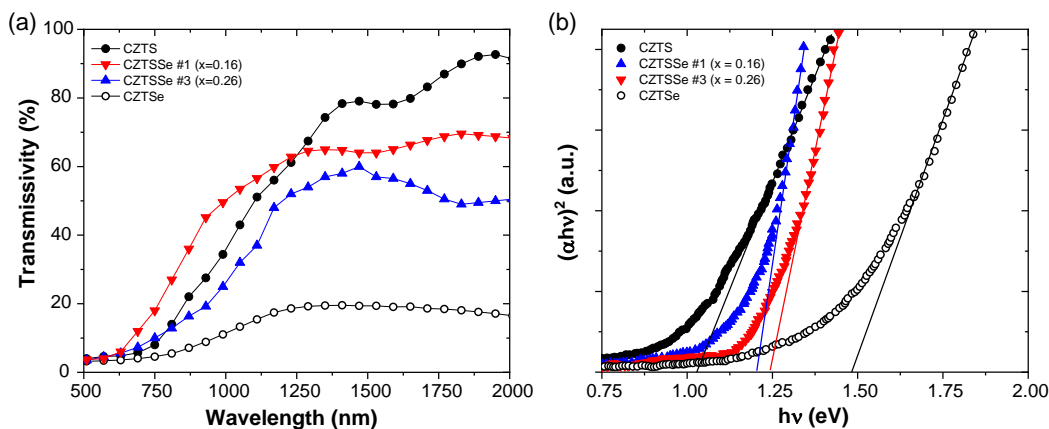 (a)
100
80
60
40
20
0
Transmissivity (%)
CZTS
CZTSSe #1 (x=0.16)
CZTSSe #3 (x=0.26)
CZTSe
500
750
1000
1250
1500
1750
2000
Wavelength (nm)
(b)
(αhν)² (a.u.)
CZTS
CZTSSe #1 (x = 0.16)
CZTSSe #3 (x = 0.26)
CZTSe
0.75
1.00
1.25
1.50
1.75
2.00
hν (eV)